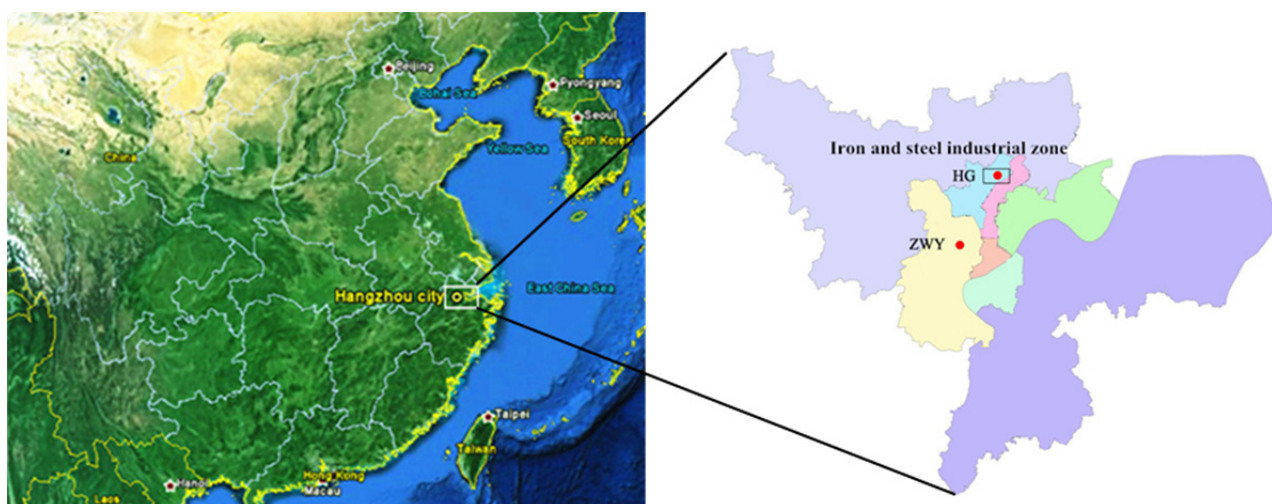 Beijing
Pyongyang
Bohai Sea
Seoul
South Kore
Yellow Sea
China
Hangzhou city
East China Sea
Taipei
Taiwan
Hong Kong
Macau
Hanoi
Laos
Iron and steel industrial zone
HG
ZWY